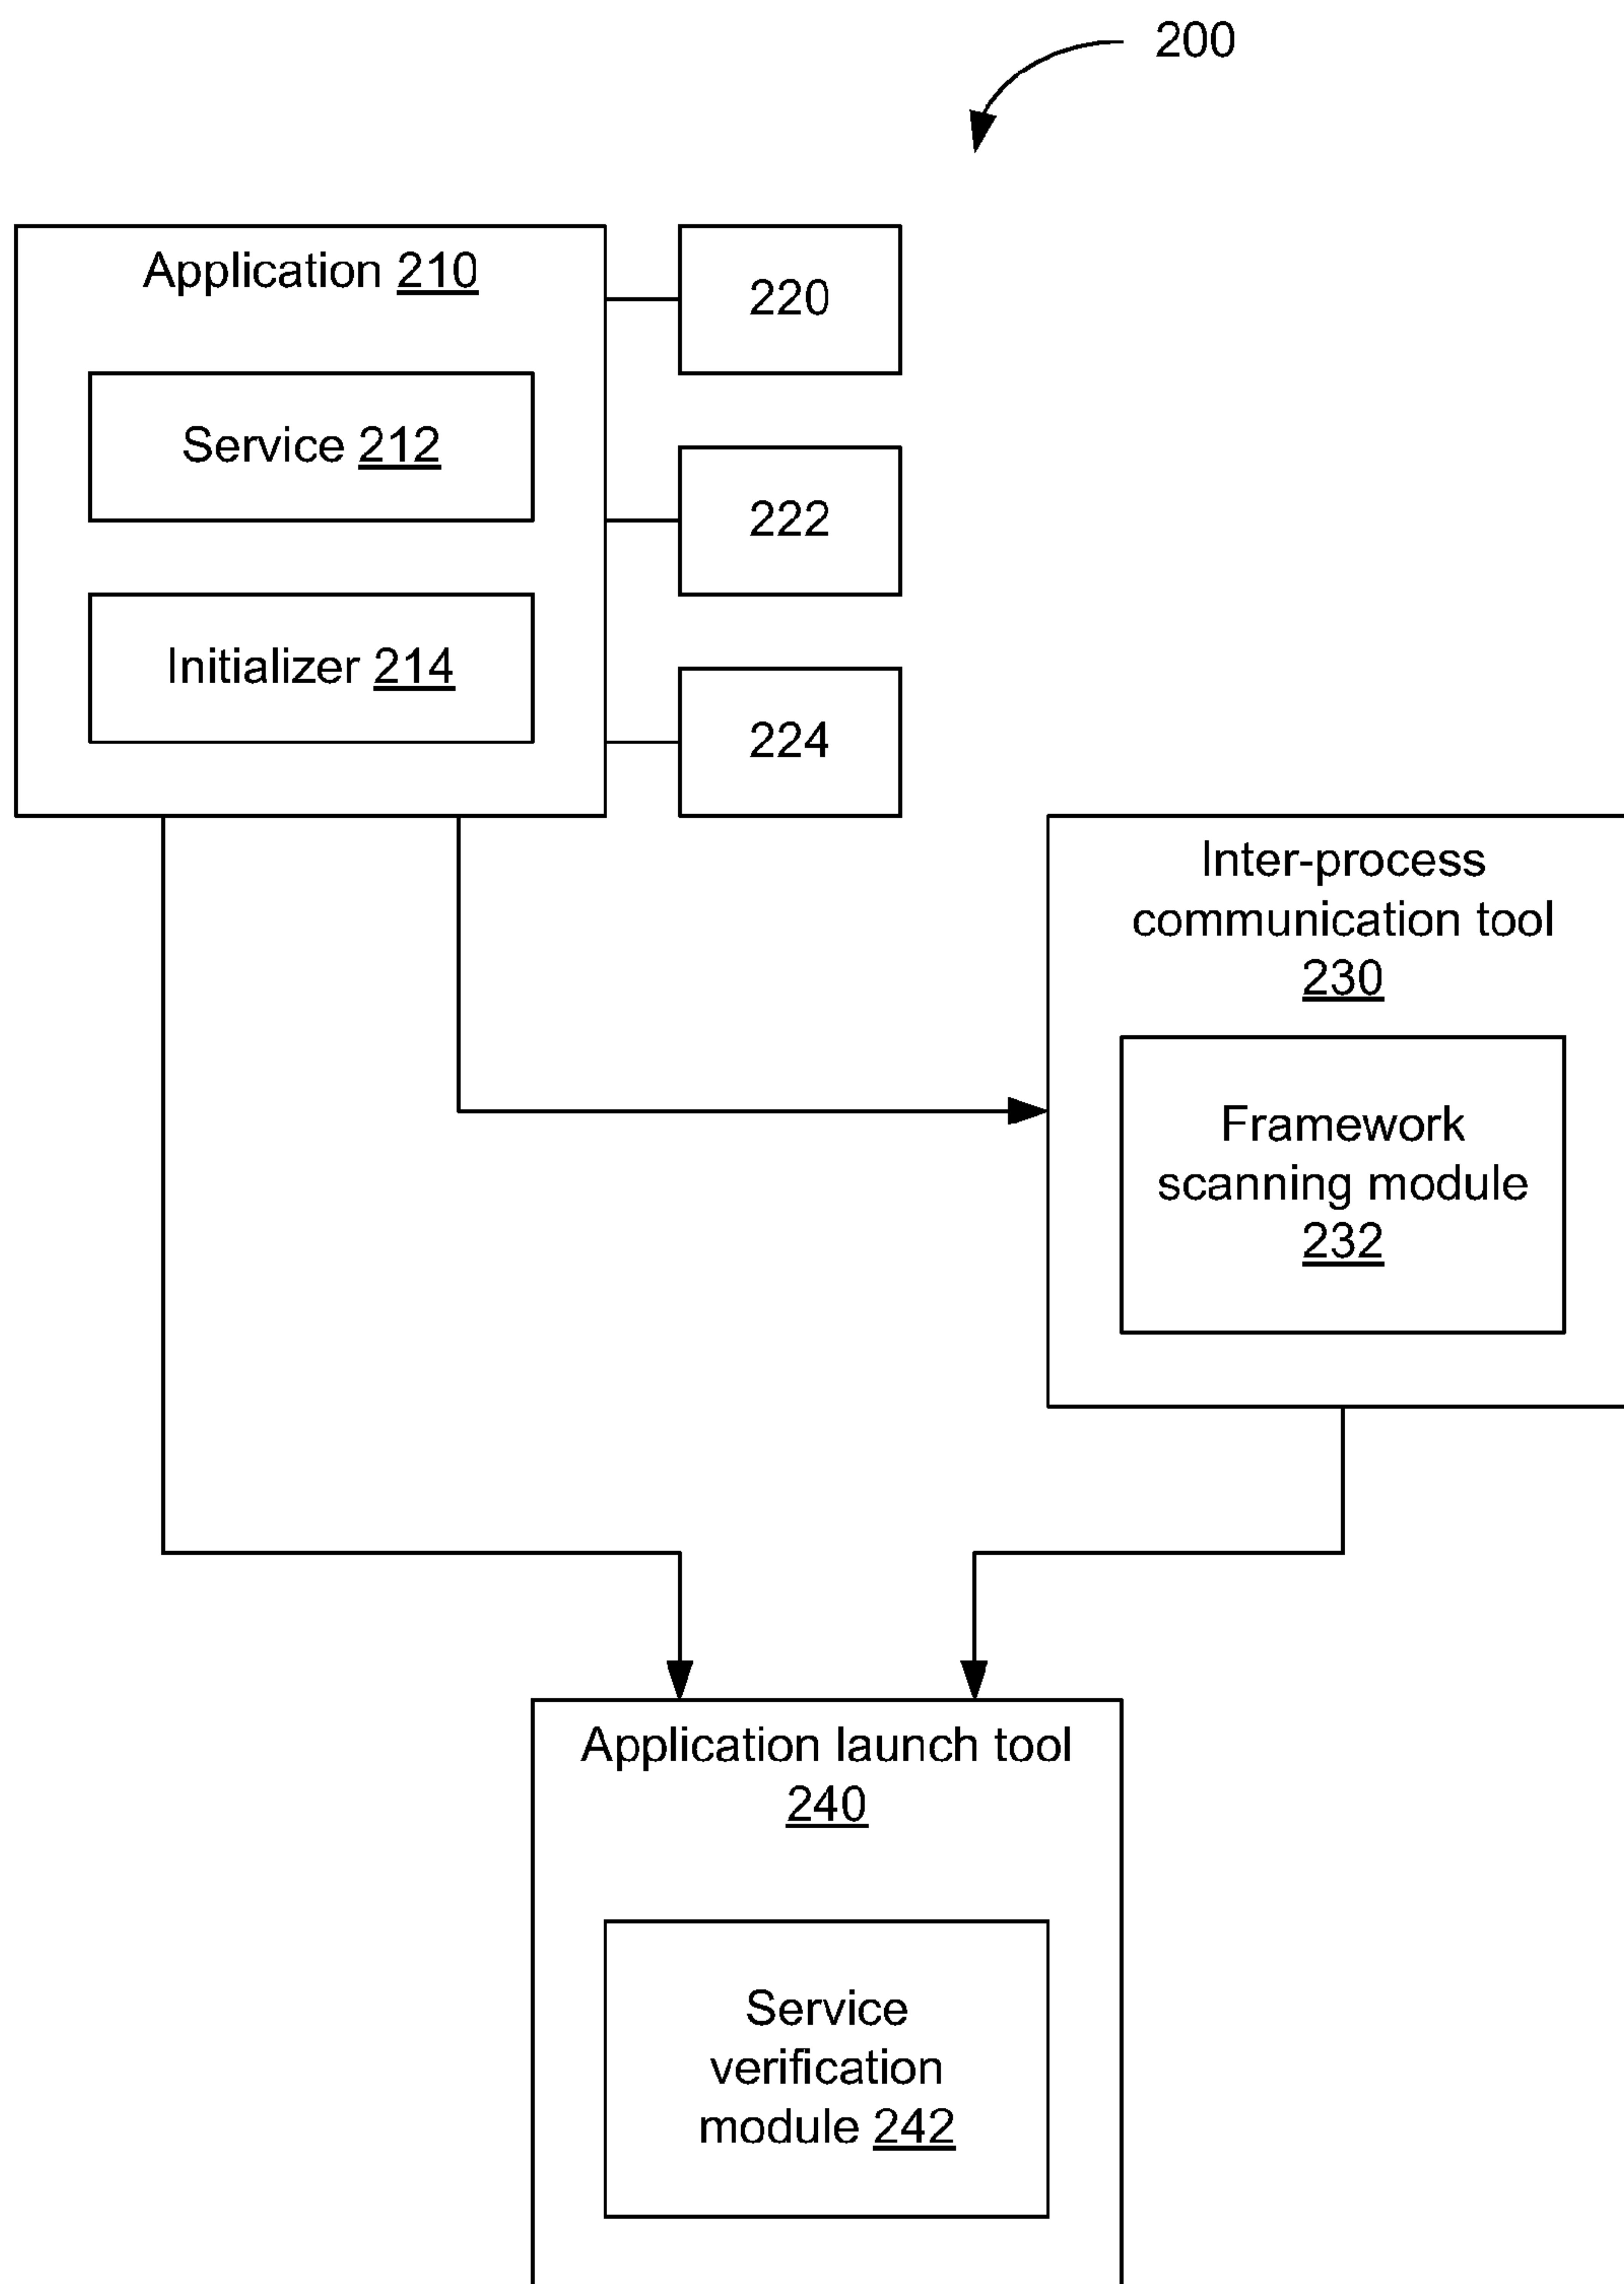 200
Application 210
220
Service 212
222
Initializer 214
224
Inter-process
communication tool
230
Framework
scanning module
232
Application launch tool
240
Service
verification
module 242